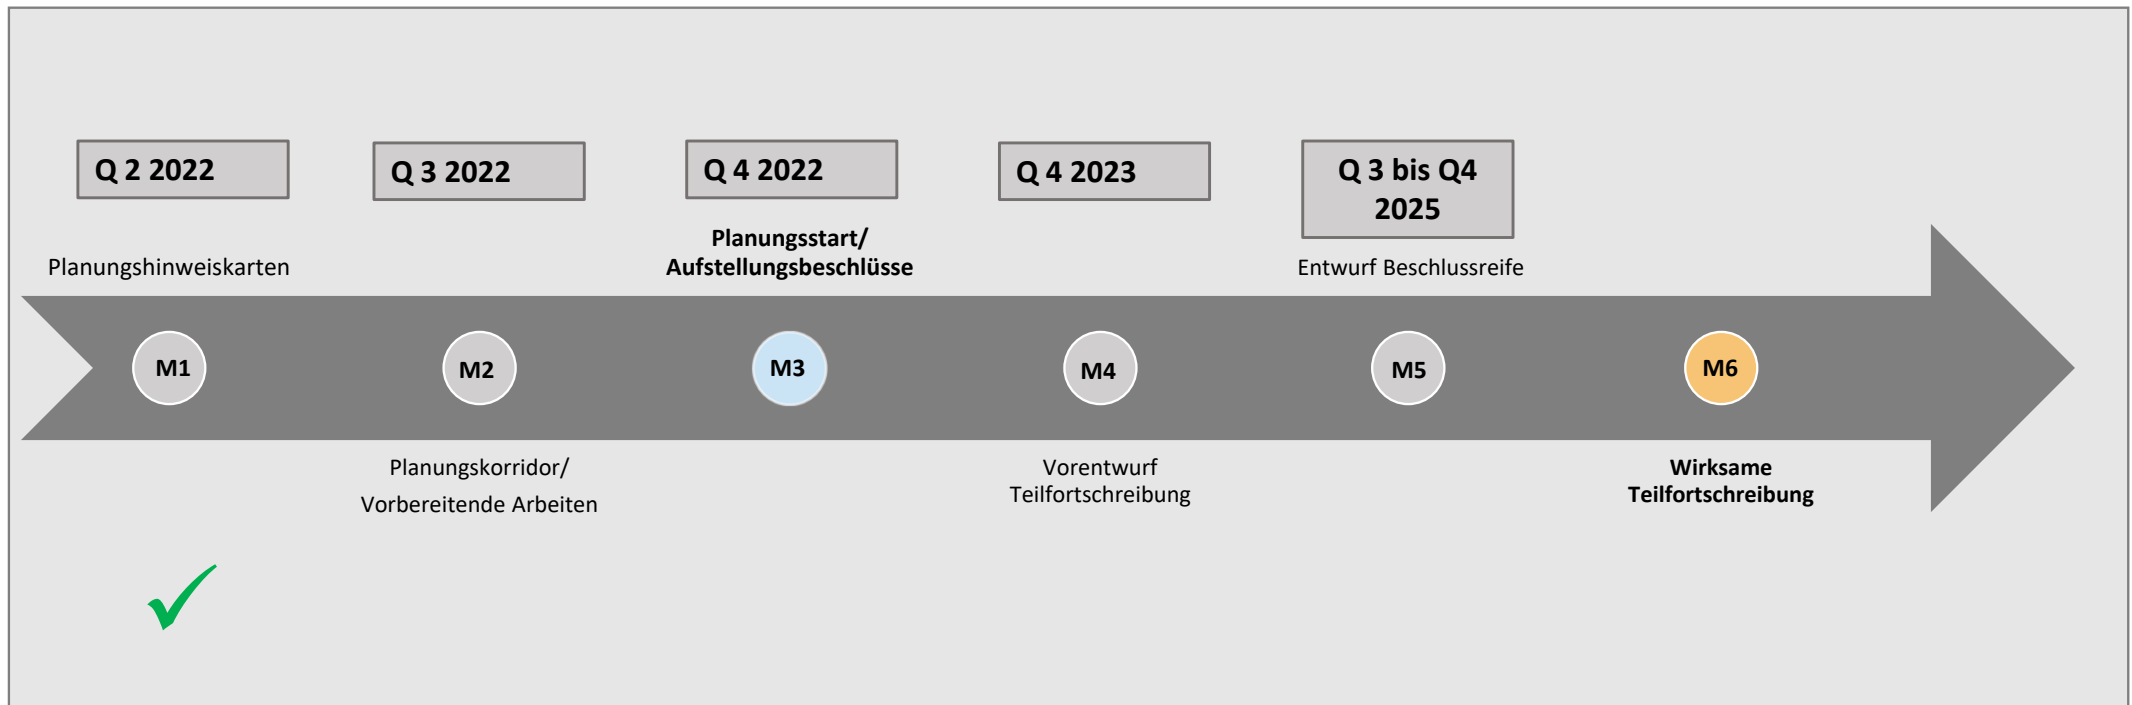 Q 2 2022
Q 3 2022
Q 4 2022
Q 4 2023
Q 3 bis Q4
2025
Planungshinweiskarten
Planungsstart/
Aufstellungsbeschlüsse
Entwurf Beschlussreife
M1
M2
M3
M4
M5
M6
Planungskorridor/
Vorbereitende Arbeiten
Vorentwurf
Teilfortschreibung
Wirksame
Teilfortschreibung